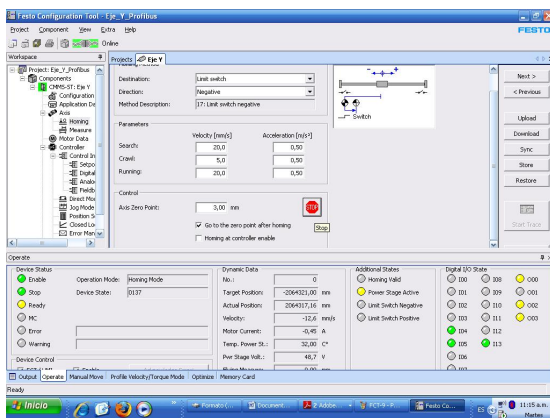 Festo Configuration Tool - Eje_Y_Profibus
Project Component View Extra Help
FESTO
Online
Workspace
Projects Eje Y
Project: Eje_Y_Profibus
Components
CMMS-ST: Eje Y
Configuration
Application Da
Axis
Homing
Measure
Motor Data
Controller
Control In
Setpo
Digital
Analo
Fieldb
Direct Mo
Jog Mode
Position S
Closed Lo
Error Man
Destination: Limit switch
Direction: Negative
Method Description: 17: Limit switch negative
Switch
Parameters
Velocity [mm/s] Acceleration [m/s²]
Search: 20,0 0,50
Crawl: 5,0 0,50
Running: 20,0 0,50
Control
Axis Zero Point: 3,00 mm
STOP
Go to the zero point after homing
Stop
Homing at controller enable
Next >
< Previous
Upload
Download
Sync
Store
Restore
Start Trace
Operate
Device Status
Enable Operation Mode: Homing Mode
Stop Device State: 0137
Ready
MC
Error
Warning
Device Control
Dynamic Data
No.: 0
Target Position: -2064321,00 mm
Actual Position: 2064317,16 mm
Velocity: -12,6 mm/s
Motor Current: -0,45 A
Temp. Power St.: 32,00 C°
Pwr Stage Volt.: 48,7 V
Additional States
Homing Valid
Power Stage Active
Limit Switch Negative
Limit Switch Positive
Digital I/O State
I00 I08 O00
I01 I09 O01
I02 I10 O02
I03 I11 O03
I04 I12
I05 I13
I06
Output Operate Manual Move Profile Velocity/Torque Mode Optimize Memory Card
Ready
Inicio
Formato (...
Document...
2 Adobe...
FCT-9 - P...
Festo Co...
ES
11:15 a.m.
Martes